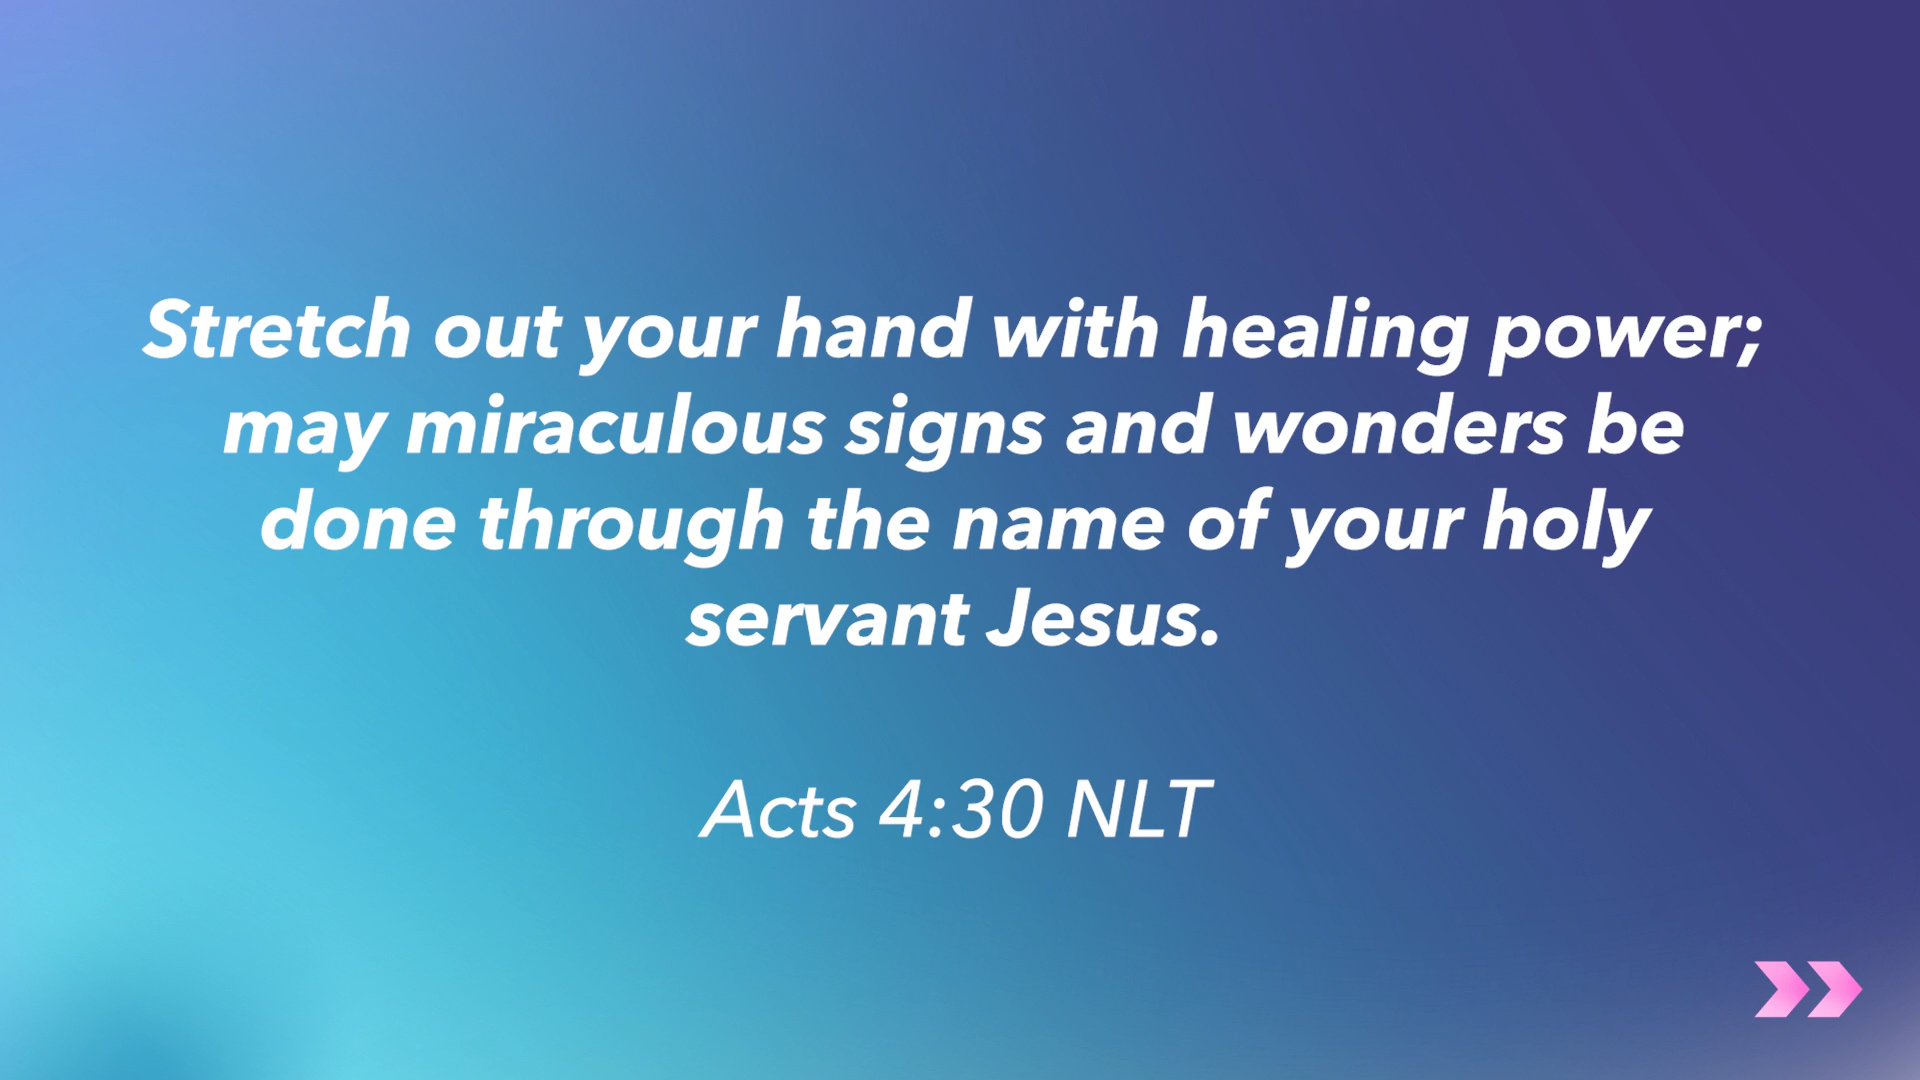 Stretch out your hand with healing power;
may miraculous signs and wonders be
done through the name of your holy
servant Jesus.
Acts 4:30 NLT